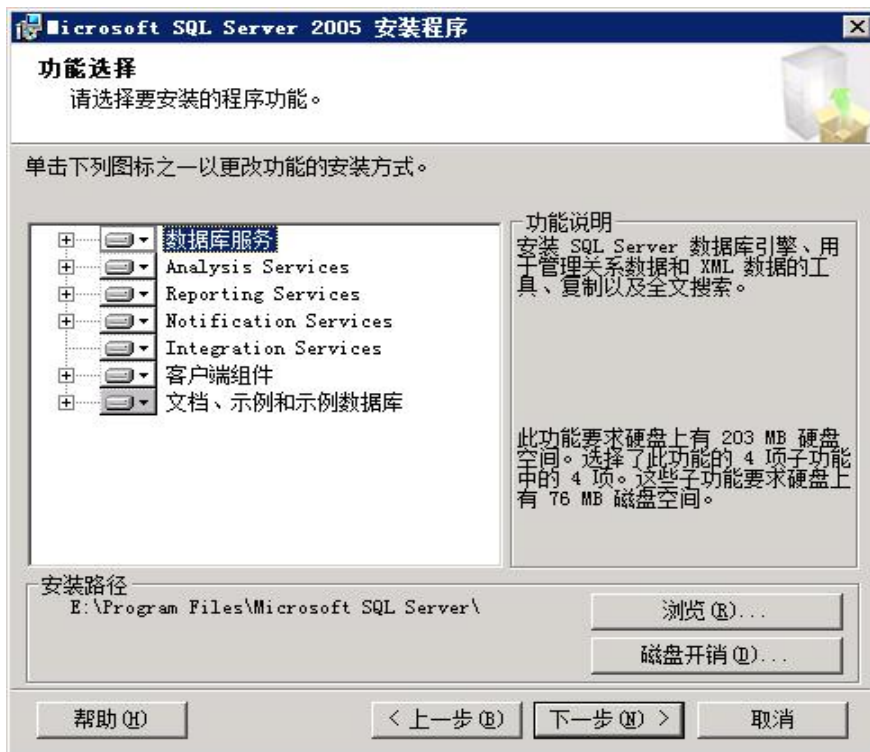 Microsoft SQL Server 2005 安装程序
功能选择
请选择要安装的程序功能。
单击下列图标之一以更改功能的安装方式。
数据库服务
Analysis Services
Reporting Services
Notification Services
Integration Services
客户端组件
文档、示例和示例数据库
功能说明
安装 SQL Server 数据库引擎、用
于管理关系数据和 XML 数据的工
具、复制以及全文搜索。
此功能要求硬盘上有 203 MB 硬盘
空间。选择了此功能的 4 项子功能
中的 4 项。这些子功能要求硬盘上
有 76 MB 磁盘空间。
安装路径
E:\Program Files\Microsoft SQL Server\
浏览(R)...
磁盘开销(D)...
帮助(H)
< 上一步(B)
下一步(N) >
取消